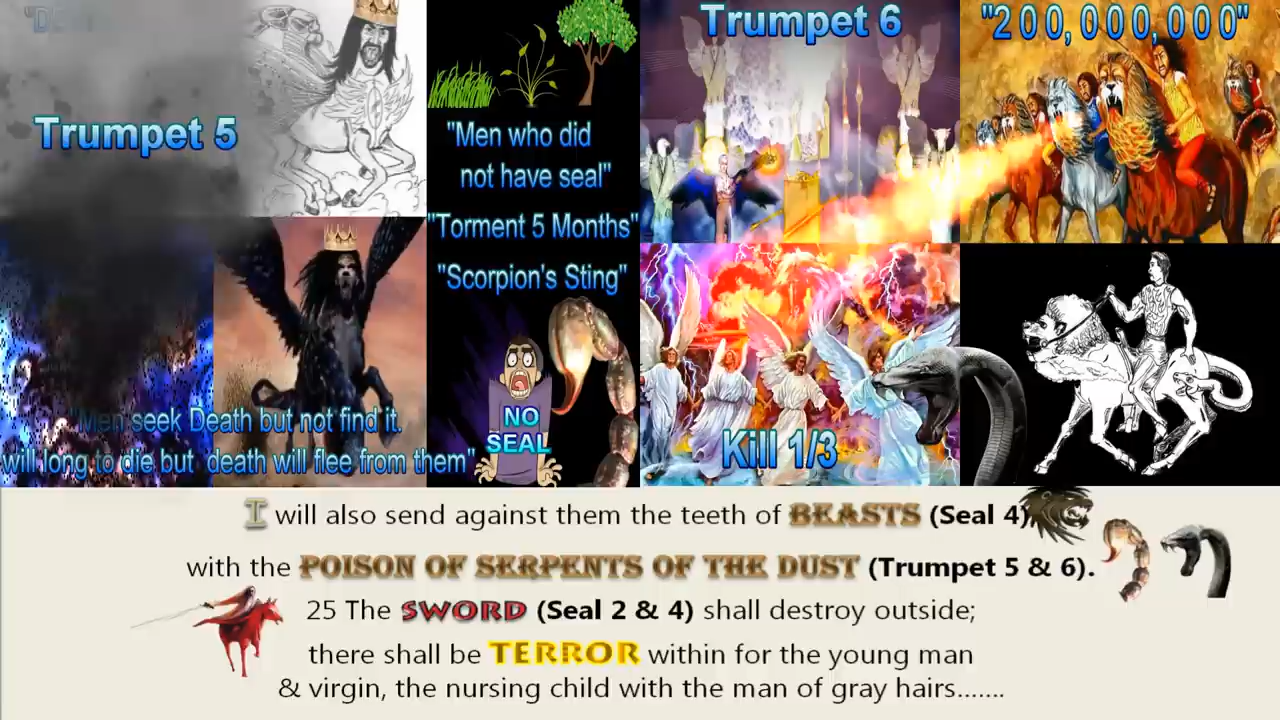 Trumpet 5
"Men seek Death but not find it.
will long to die but death will flee from them"
"Men who did
not have seal"
"Torment 5 Months"
"Scorpion's Sting"
NO
SEAL
Trumpet 6
Kill 1/3
"200,000,000"
I will also send against them the teeth of BEASTS (Seal 4)
with the POISON OF SERPENTS OF THE DUST (Trumpet 5 & 6).
25 The SWORD (Seal 2 & 4) shall destroy outside;
there shall be TERROR within for the young man
& virgin, the nursing child with the man of gray hairs.......